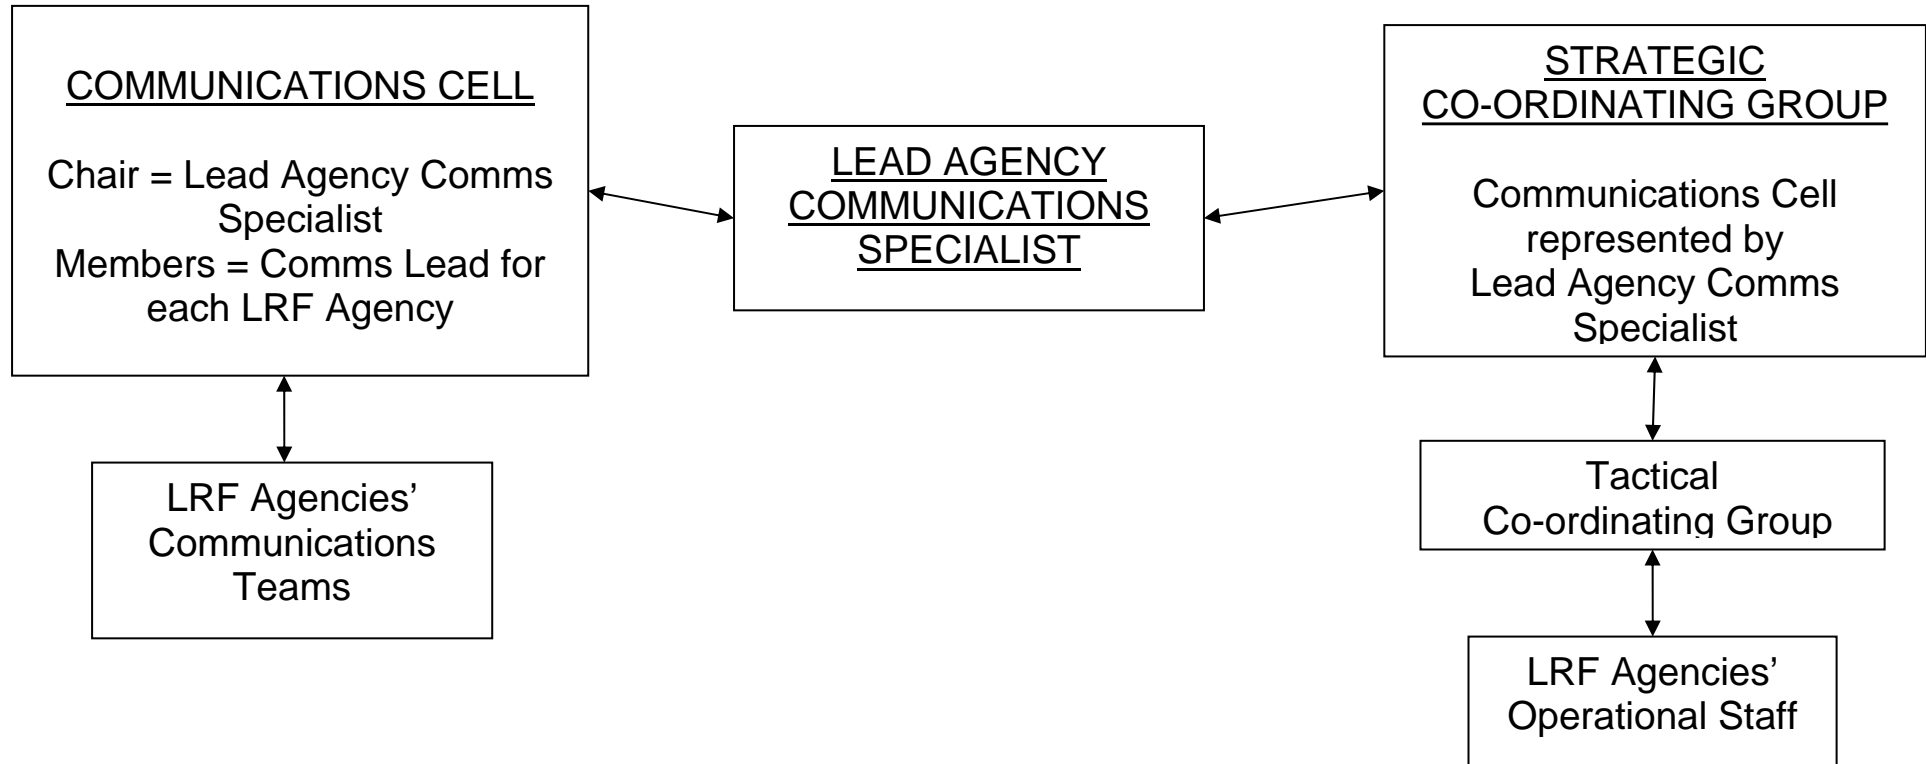 COMMUNICATIONS CELL
Chair = Lead Agency Comms
Specialist
Members = Comms Lead for
each LRF Agency
LRF Agencies’
Communications
Teams
LEAD AGENCY
COMMUNICATIONS
SPECIALIST
STRATEGIC
CO-ORDINATING GROUP
Communications Cell
represented by
Lead Agency Comms
Specialist
Tactical
Co-ordinating Group
LRF Agencies’
Operational Staff